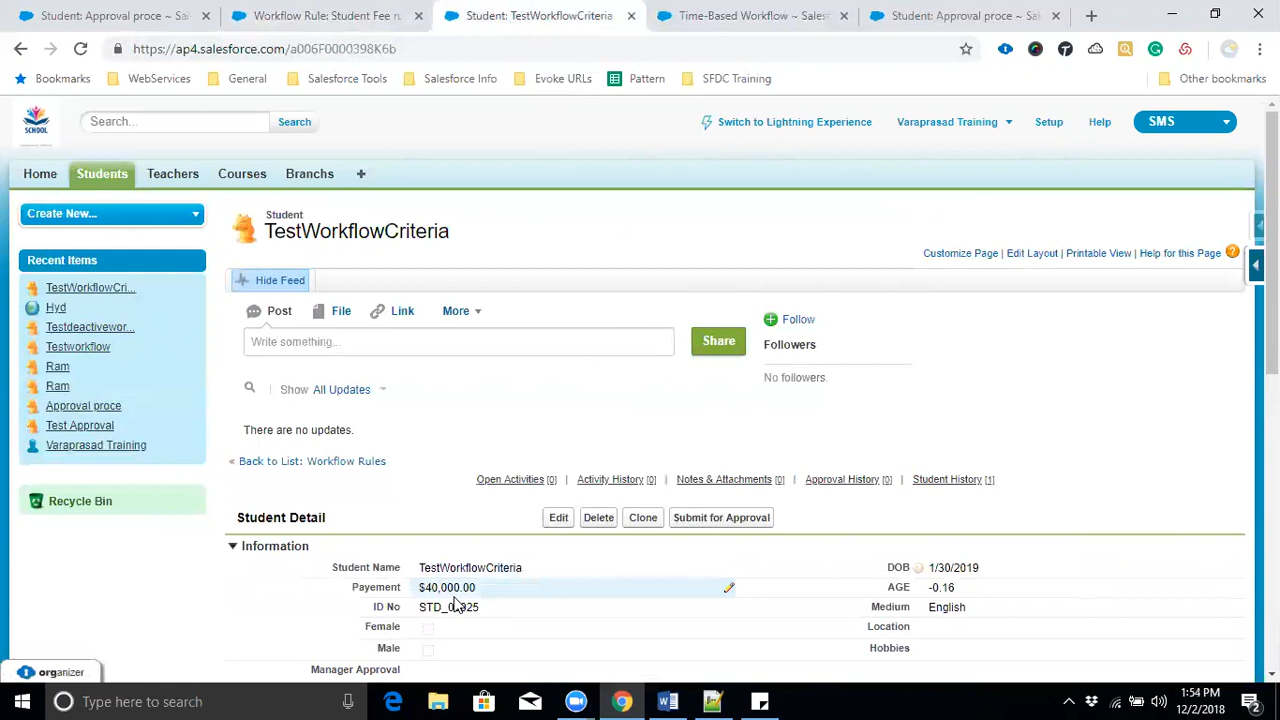 Student: Approval proce ~ Sale
Workflow Rule: Student Fee ru
Student: TestWorkflowCriteria
Time-Based Workflow ~ Salesf
Student: Approval proce ~ Sale
https://ap4.salesforce.com/a006F0000398K6b
Bookmarks
WebServices
General
Salesforce Tools
Salesforce Info
Evoke URLs
Pattern
SFDC Training
Other bookmarks
SCHOOL
Search...
Search
Switch to Lightning Experience
Varaprasad Training
Setup
Help
SMS
Home
Students
Teachers
Courses
Branchs
Create New...
Recent Items
TestWorkflowCri...
Hyd
Testdeactivewor...
Testworkflow
Ram
Ram
Approval proce
Test Approval
Varaprasad Training
Recycle Bin
Student
TestWorkflowCriteria
Customize Page | Edit Layout | Printable View | Help for this Page
Hide Feed
Post
File
Link
More
Write something...
Share
Follow
Followers
No followers.
Show All Updates
There are no updates.
« Back to List: Workflow Rules
Open Activities [0] | Activity History [0] | Notes & Attachments [0] | Approval History [0] | Student History [1]
Student Detail
Edit
Delete
Clone
Submit for Approval
Information
Student Name TestWorkflowCriteria DOB 1/30/2019
Payement $40,000.00 AGE -0.16
ID No Medium English
Female Location
Male Hobbies
Manager Approval
organizer
Type here to search
1:54 PM
12/2/2018
2